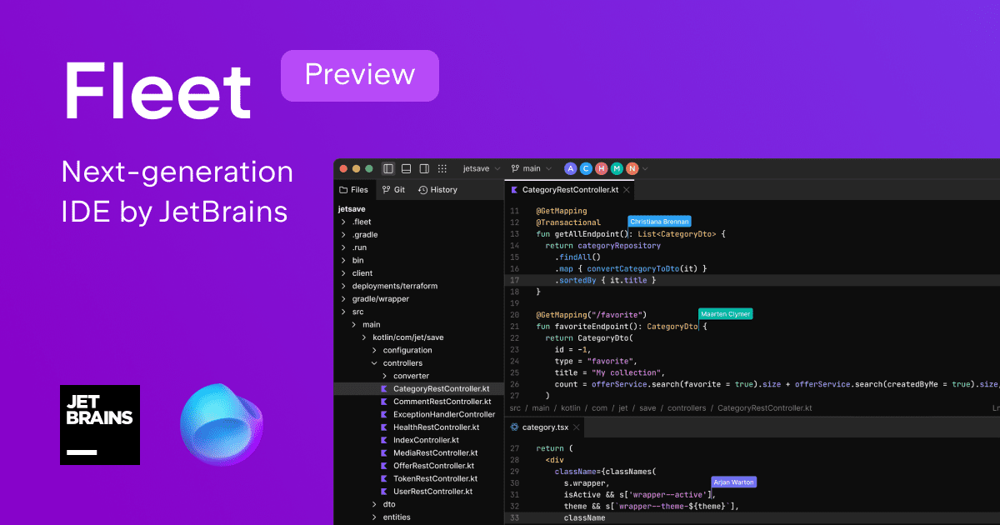 Fleet
Preview
Next-generation
IDE by JetBrains
JET
BRAINS
jetsave
main
A C H M N
Files
Git
History
CategoryRestController.kt
jetsave
.fleet
.gradle
.run
bin
client
deployments/terraform
gradle/wrapper
src
main
kotlin/com/jet/save
configuration
controllers
converter
CategoryRestController.kt
CommentRestController.kt
ExceptionHandlerController
HealthRestController.kt
IndexController.kt
MediaRestController.kt
OfferRestController.kt
TokenRestController.kt
UserRestController.kt
dto
entities
11 @GetMapping
12 @Transactional
Christiana Brennan
13 fun getAllEndpoint(): List<CategoryDto> {
14 return categoryRepository
15 .findAll()
16 .map { convertCategoryToDto(it) }
17 .sortedBy { it.title }
18 }
19
20 @GetMapping("/favorite")
Maarten Clymer
21 fun favoriteEndpoint(): CategoryDto {
22 return CategoryDto(
23 id = -1,
24 type = "favorite",
25 title = "My collection",
26 count = offerService.search(favorite = true).size + offerService.search(createdByMe = true).size,
27 )
src / main / kotlin / com / jet / save / controllers / CategoryRestController.kt
category.tsx
27 return (
28 <div
29 className={classNames(
30 s.wrapper,
Arjan Warton
31 isActive && s['wrapper--active'],
32 theme && s[`wrapper--theme-${theme}`],
33 className